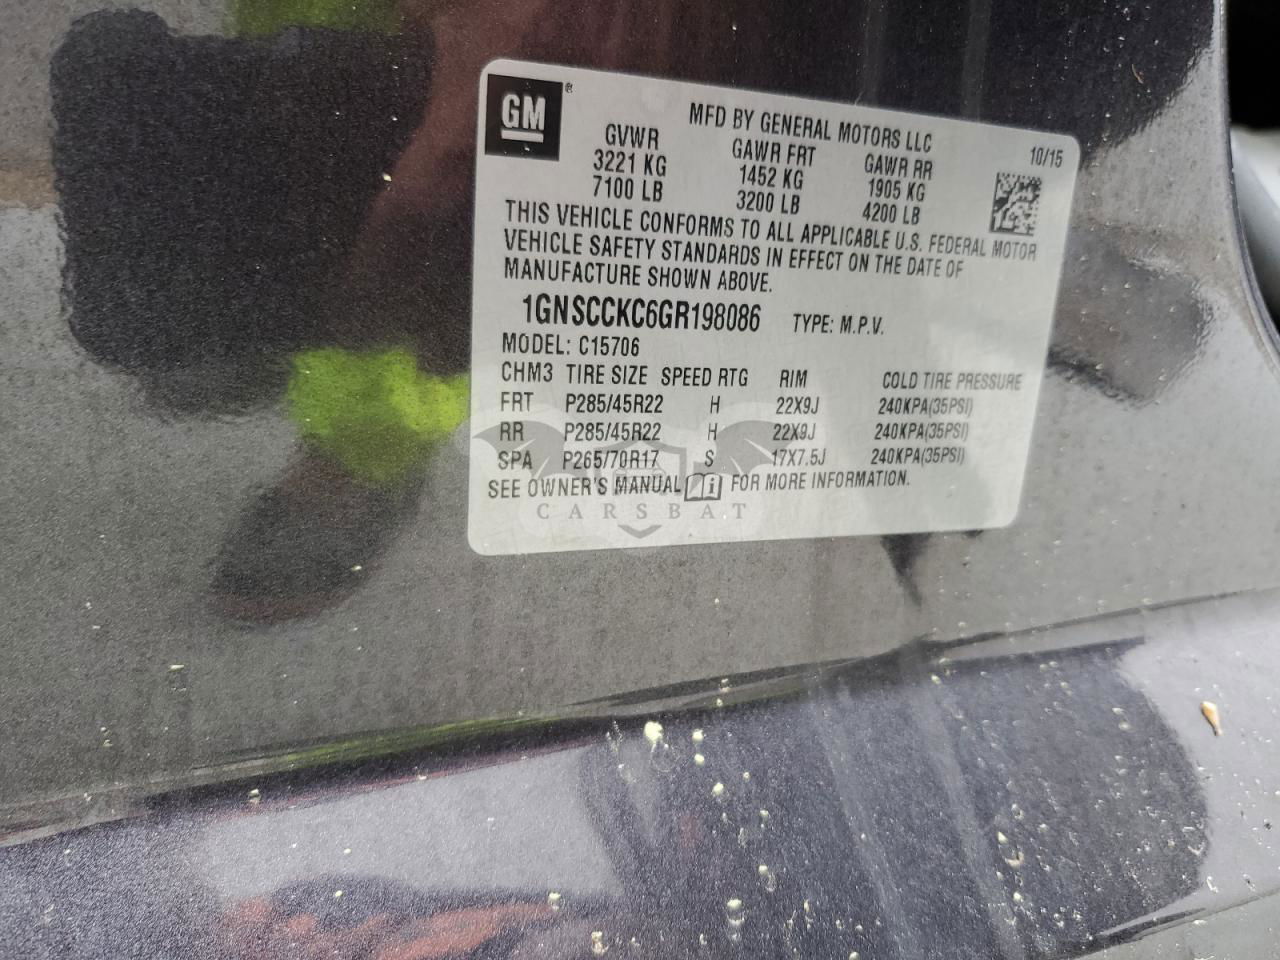 GM®
MFD BY GENERAL MOTORS LLC
GVWR GAWR FRT GAWR RR 10/15
3221 KG 1452 KG 1905 KG
7100 LB 3200 LB 4200 LB
THIS VEHICLE CONFORMS TO ALL APPLICABLE U.S. FEDERAL MOTOR
VEHICLE SAFETY STANDARDS IN EFFECT ON THE DATE OF
MANUFACTURE SHOWN ABOVE.
1GNSCCKC6GR198086 TYPE: M.P.V.
MODEL: C15706
CHM3 TIRE SIZE SPEED RTG RIM COLD TIRE PRESSURE
FRT P285/45R22 H 22X9J 240KPA(35PSI)
RR P285/45R22 H 22X9J 240KPA(35PSI)
SPA P265/70R17 S 17X7.5J 240KPA(35PSI)
SEE OWNER'S MANUAL i FOR MORE INFORMATION.
CARSBAT